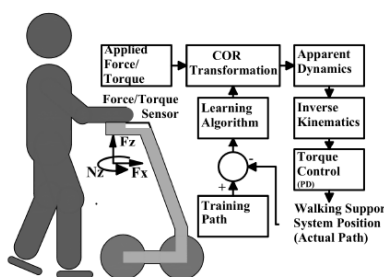 Applied
Force/
Torque
COR
Transformation
Apparent
Dynamics
Force/Torque
Sensor
Learning
Algorithm
Inverse
Kinematics
Fz
Nz
Fx
-
+
Torque
Control
(PD)
Training
Path
Walking Support
System Position
(Actual Path)